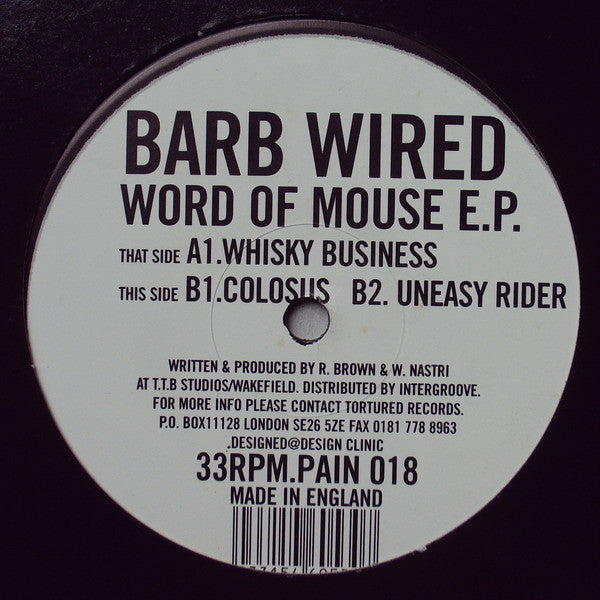 BARB WIRED
WORD OF MOUSE E.P.
THAT SIDE A1.WHISKY BUSINESS
THIS SIDE B1.COLOSUS B2. UNEASY RIDER
WRITTEN & PRODUCED BY R. BROWN & W. NASTRI
AT T.T.B STUDIOS/WAKEFIELD. DISTRIBUTED BY INTERGROOVE.
FOR MORE INFO PLEASE CONTACT TORTURED RECORDS.
P.O. BOX11128 LONDON SE26 5ZE FAX 0181 778 8963
.DESIGNED@DESIGN CLINIC
33RPM.PAIN 018
MADE IN ENGLAND